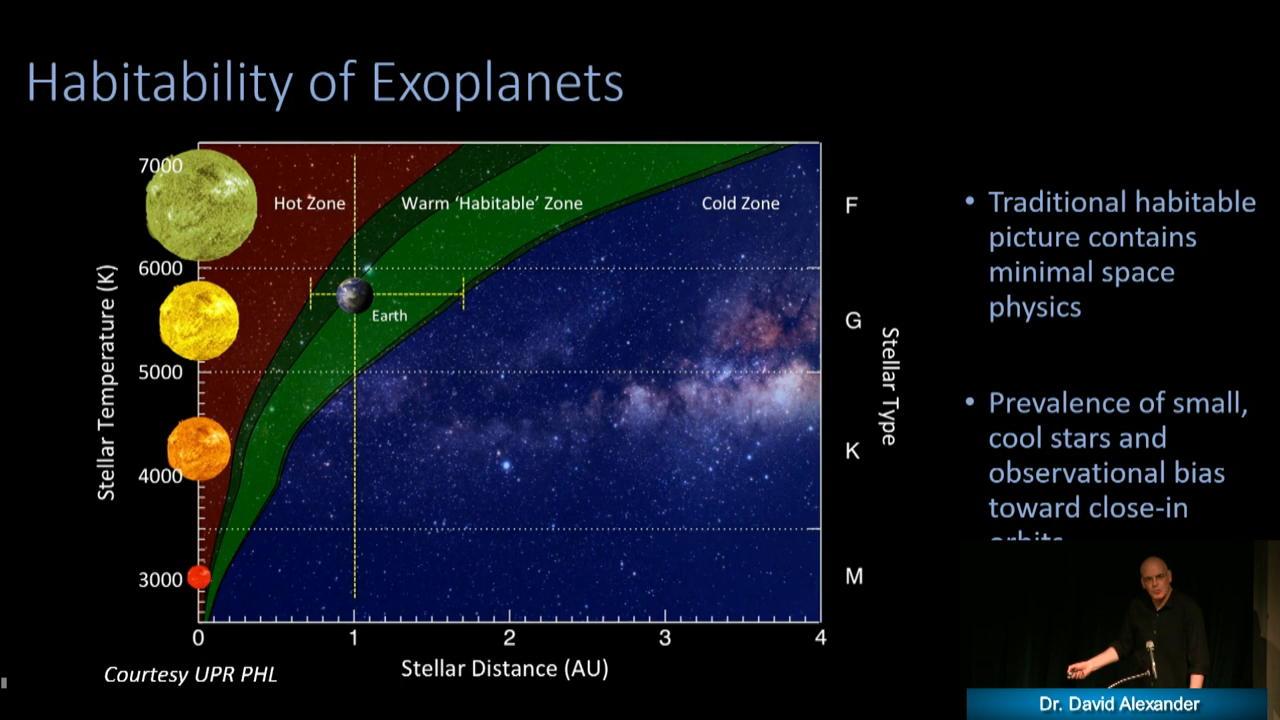 Habitability of Exoplanets
7000
6000
5000
4000
3000
Stellar Temperature (K)
Hot Zone
Warm ‘Habitable’ Zone
Cold Zone
Earth
F
G
K
M
Stellar Type
0 1 2 3 4
Stellar Distance (AU)
Courtesy UPR PHL
• Traditional habitable
picture contains
minimal space
physics
• Prevalence of small,
cool stars and
observational bias
toward close-in
orbits
Dr. David Alexander